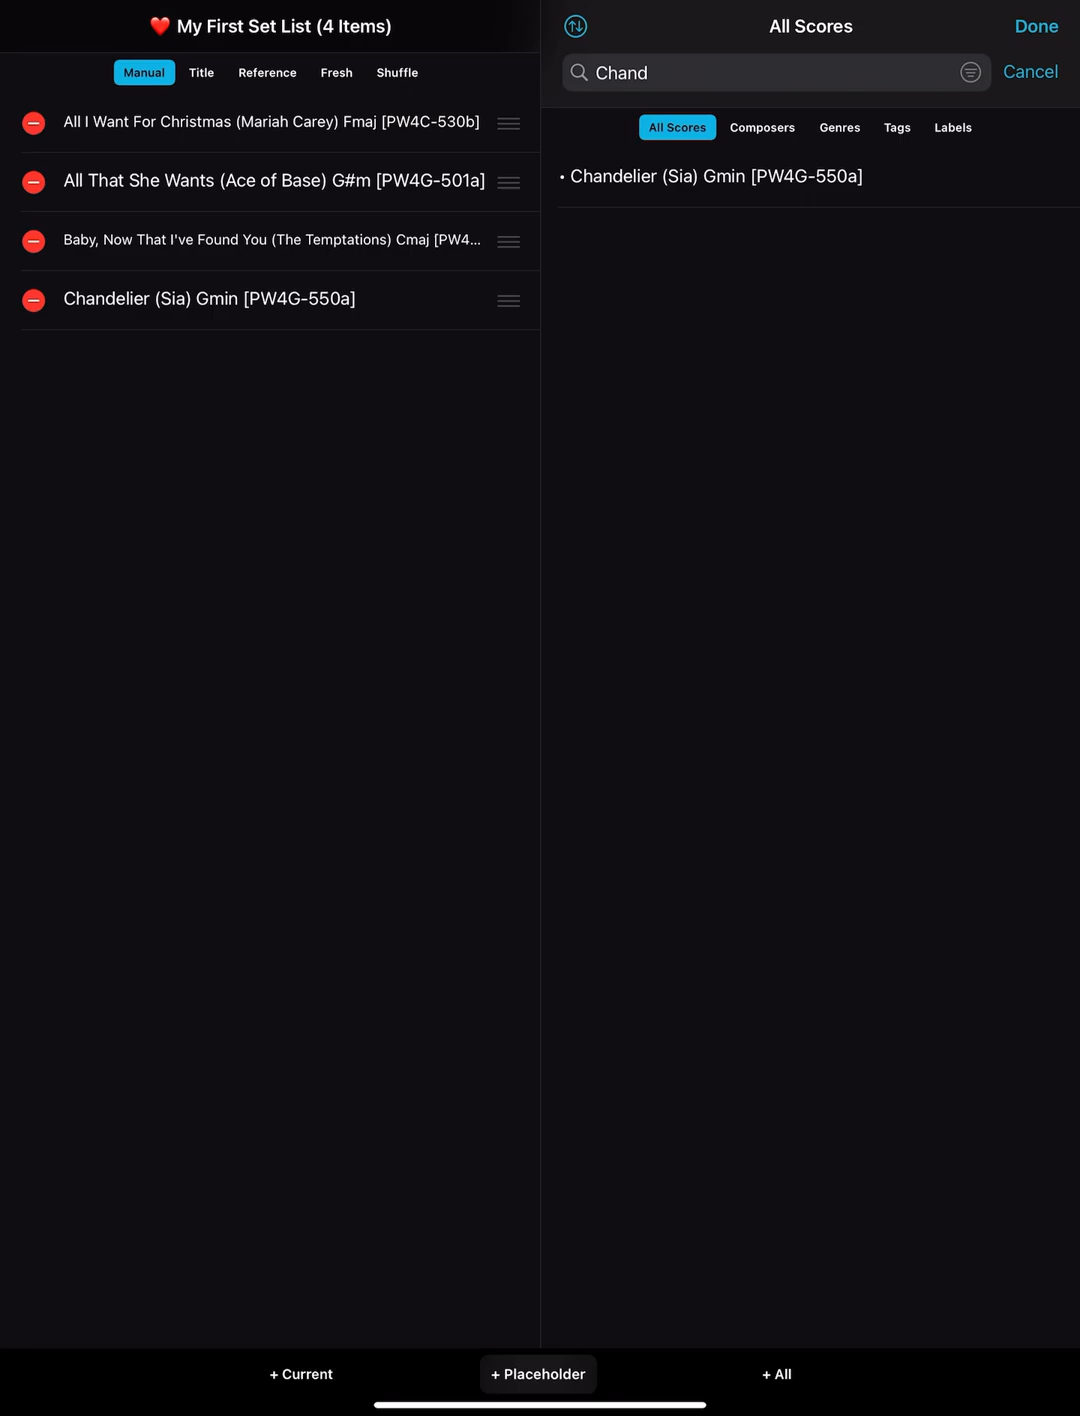 ❤️ My First Set List (4 Items)
Manual Title Reference Fresh Shuffle
All I Want For Christmas (Mariah Carey) Fmaj [PW4C-530b]
All That She Wants (Ace of Base) G#m [PW4G-501a]
Baby, Now That I've Found You (The Temptations) Cmaj [PW4...
Chandelier (Sia) Gmin [PW4G-550a]
All Scores Done
Chand Cancel
All Scores Composers Genres Tags Labels
• Chandelier (Sia) Gmin [PW4G-550a]
+ Current + Placeholder + All